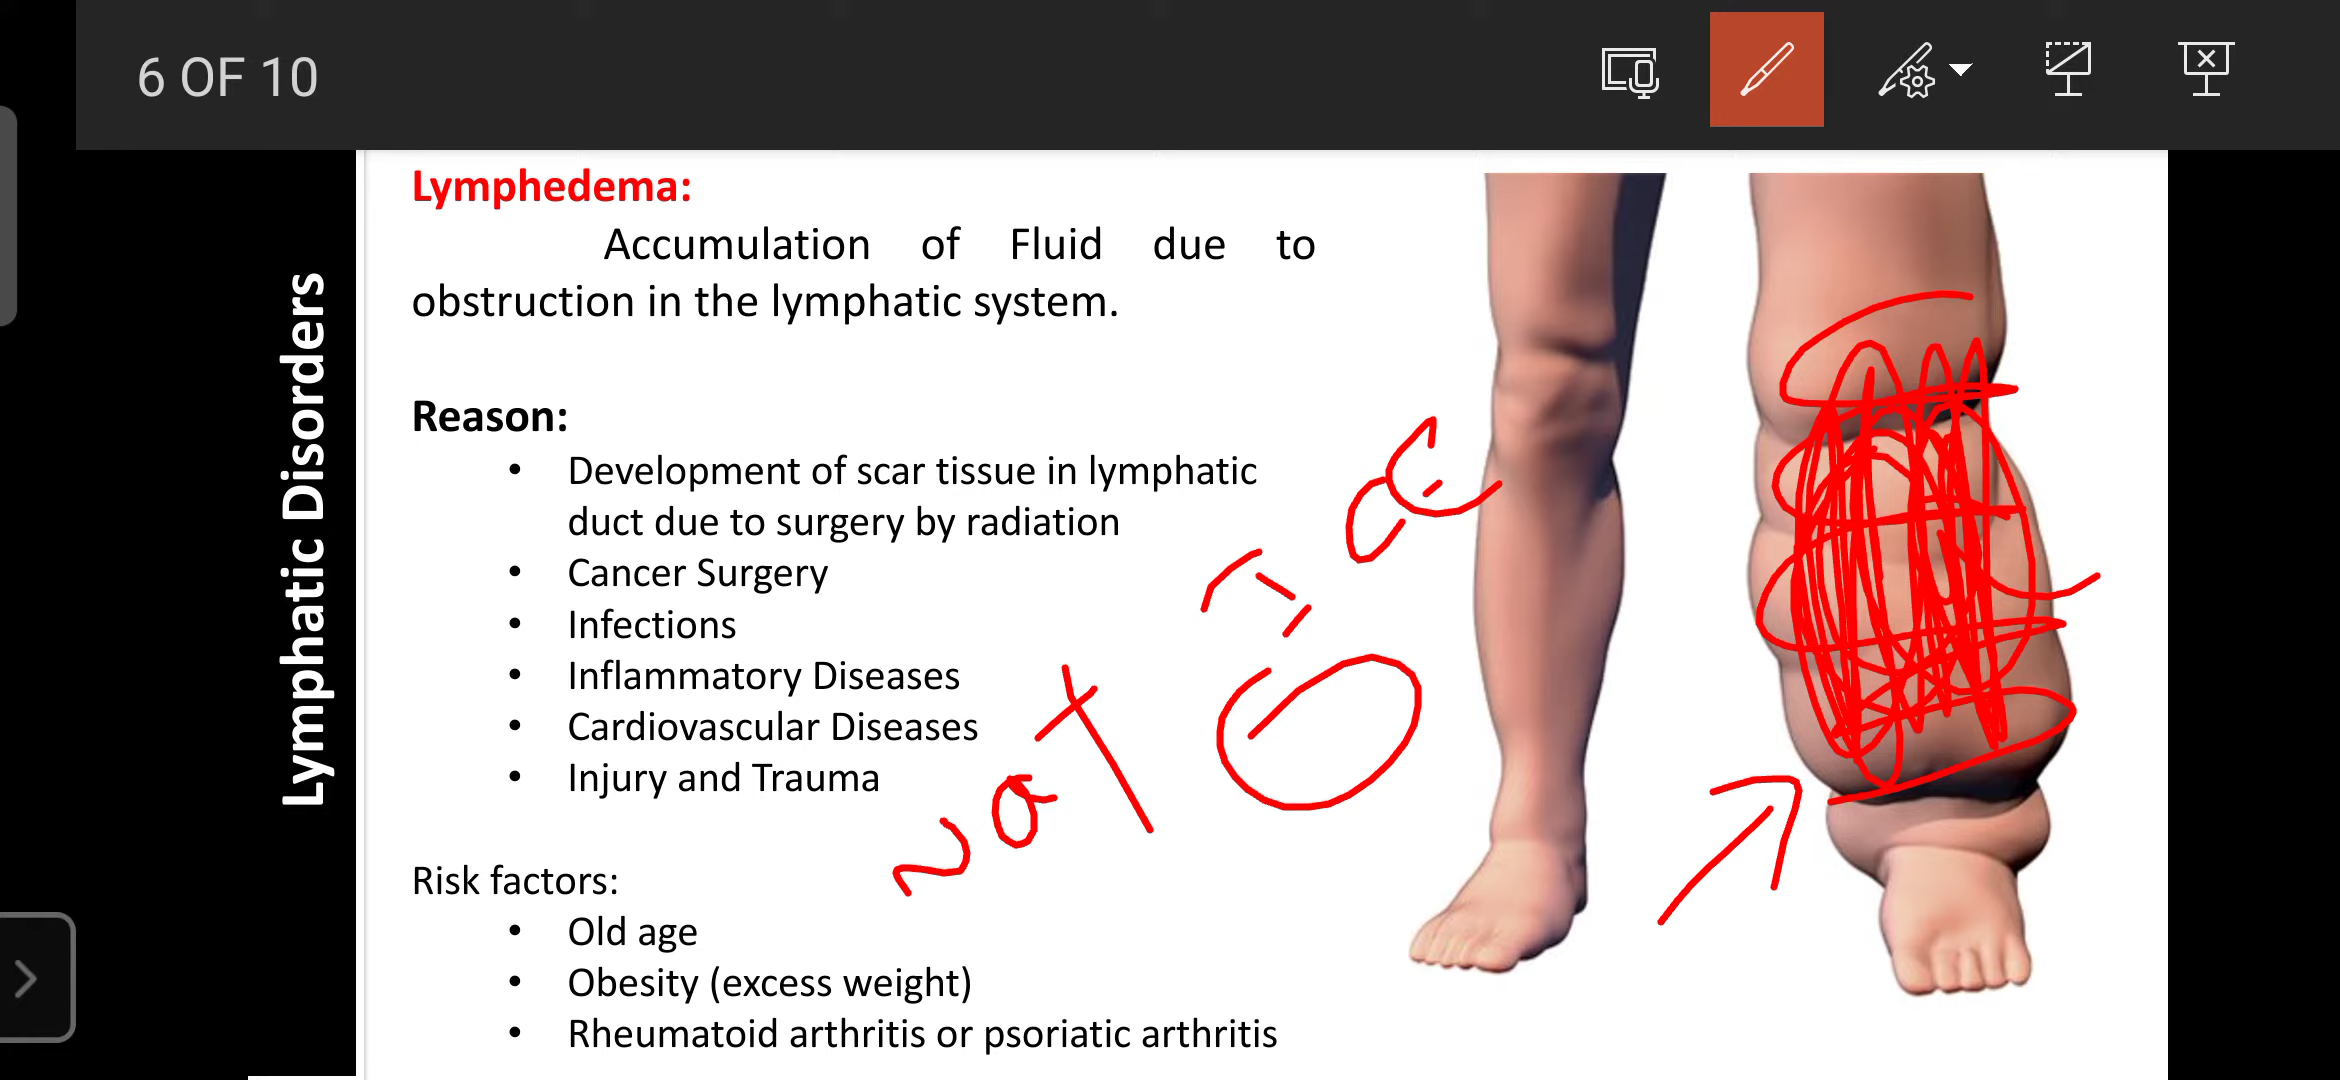 6 OF 10
Lymphatic Disorders
Lymphedema:
Accumulation of Fluid due to
obstruction in the lymphatic system.
Reason:
• Development of scar tissue in lymphatic
duct due to surgery by radiation
• Cancer Surgery
• Infections
• Inflammatory Diseases
• Cardiovascular Diseases
• Injury and Trauma
Risk factors:
• Old age
• Obesity (excess weight)
• Rheumatoid arthritis or psoriatic arthritis